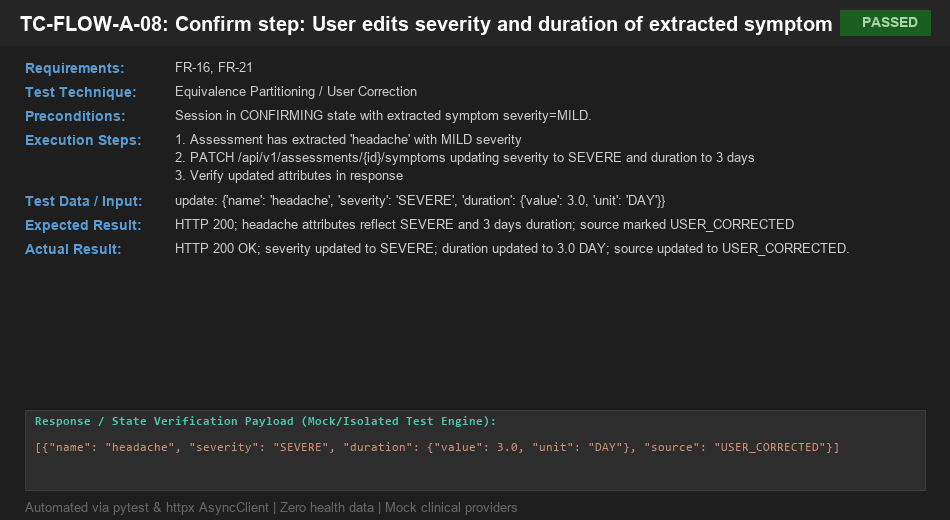 TC-FLOW-A-08: Confirm step: User edits severity and duration of extracted symptom PASSED
Requirements: FR-16, FR-21
Test Technique: Equivalence Partitioning / User Correction
Preconditions: Session in CONFIRMING state with extracted symptom severity=MILD.
Execution Steps: 1. Assessment has extracted 'headache' with MILD severity
2. PATCH /api/v1/assessments/{id}/symptoms updating severity to SEVERE and duration to 3 days
3. Verify updated attributes in response
Test Data / Input: update: {'name': 'headache', 'severity': 'SEVERE', 'duration': {'value': 3.0, 'unit': 'DAY'}}
Expected Result: HTTP 200; headache attributes reflect SEVERE and 3 days duration; source marked USER_CORRECTED
Actual Result: HTTP 200 OK; severity updated to SEVERE; duration updated to 3.0 DAY; source updated to USER_CORRECTED.
Response / State Verification Payload (Mock/Isolated Test Engine):
[{"name": "headache", "severity": "SEVERE", "duration": {"value": 3.0, "unit": "DAY"}, "source": "USER_CORRECTED"}]
Automated via pytest & httpx AsyncClient | Zero health data | Mock clinical providers